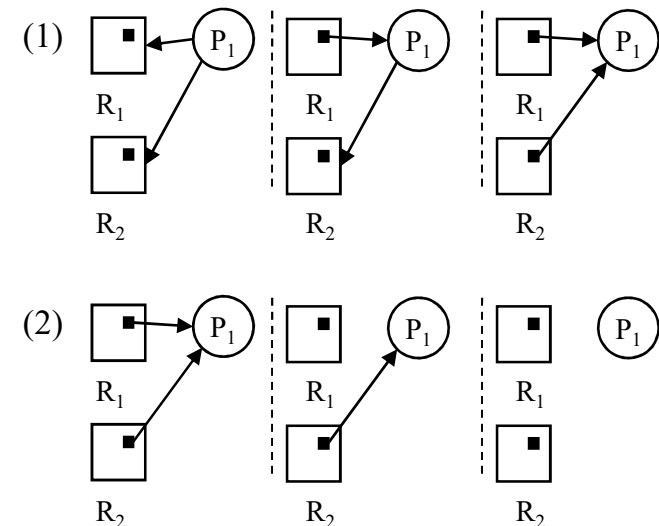 (1) P₁ P₁ P₁
R₁ R₁ R₁
R₂ R₂ R₂
(2) P₁ P₁ P₁
R₁ R₁ R₁
R₂ R₂ R₂